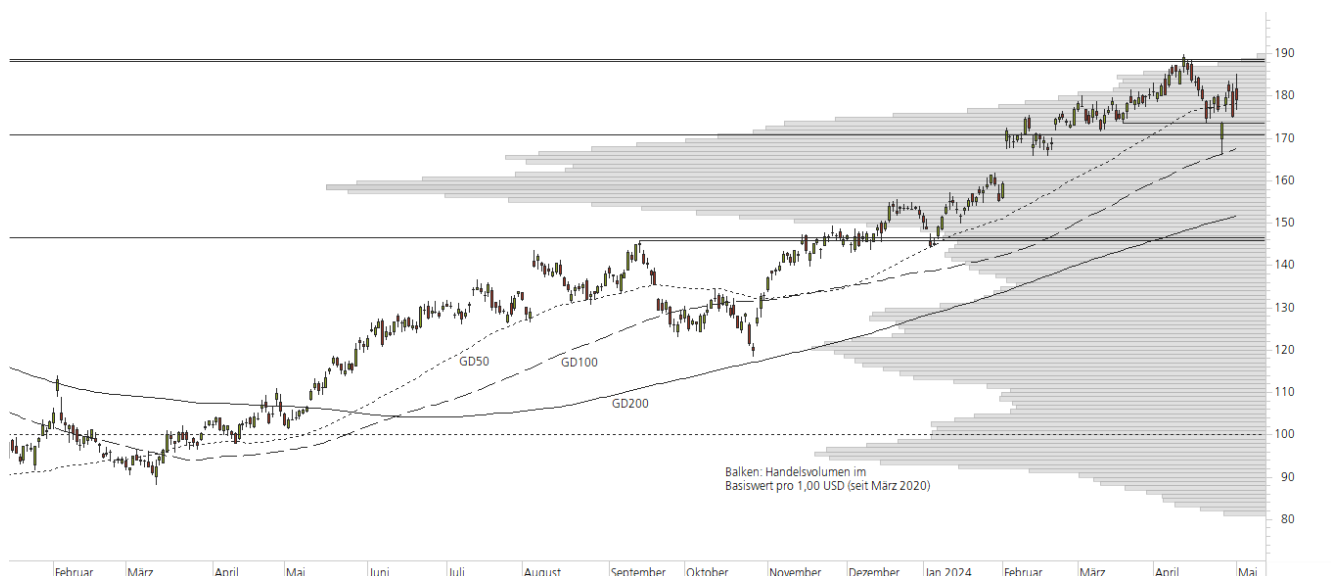 190
180
170
160
150
140
130
120
110
100
90
80
GD50
GD100
GD200
Balken: Handelsvolumen im
Basiswert pro 1,00 USD (seit März 2020)
Februar März April Mai Juni Juli August September Oktober November Dezember Jan 2024 Februar März April Mai